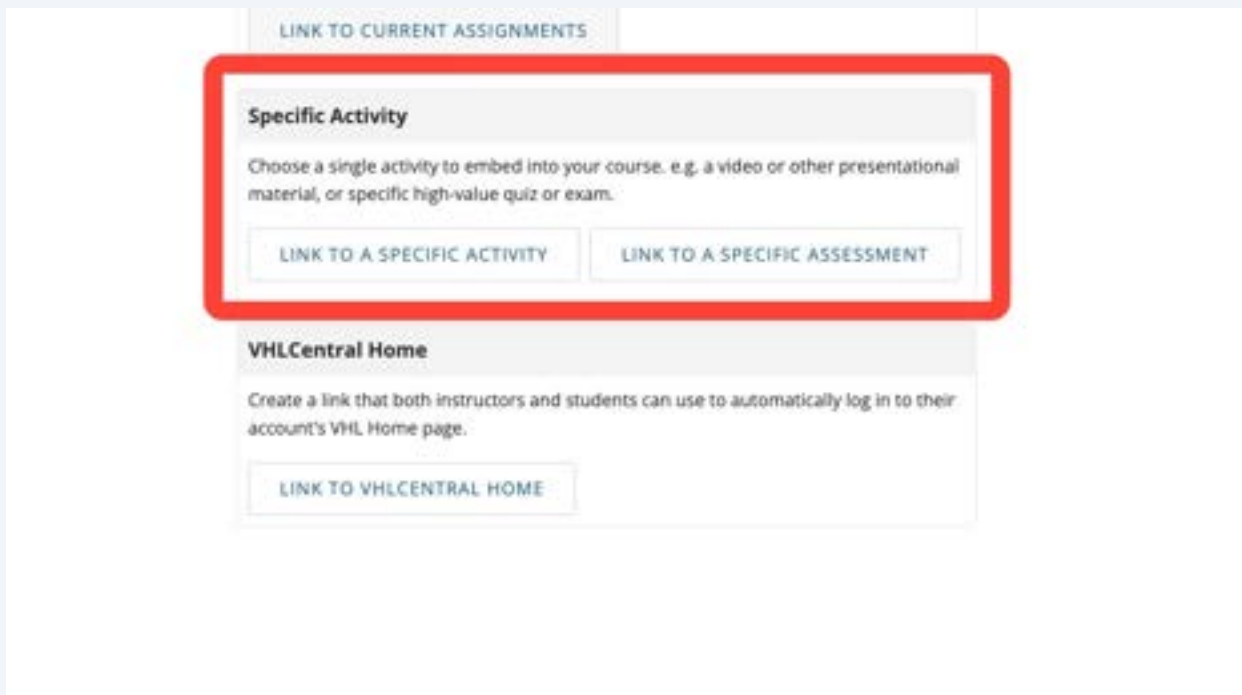 LINK TO CURRENT ASSIGNMENTS
Specific Activity
Choose a single activity to embed into your course. e.g. a video or other presentational
material, or specific high-value quiz or exam.
LINK TO A SPECIFIC ACTIVITY
LINK TO A SPECIFIC ASSESSMENT
VHLCentral Home
Create a link that both instructors and students can use to automatically log in to their
account's VHL Home page.
LINK TO VHLCENTRAL HOME